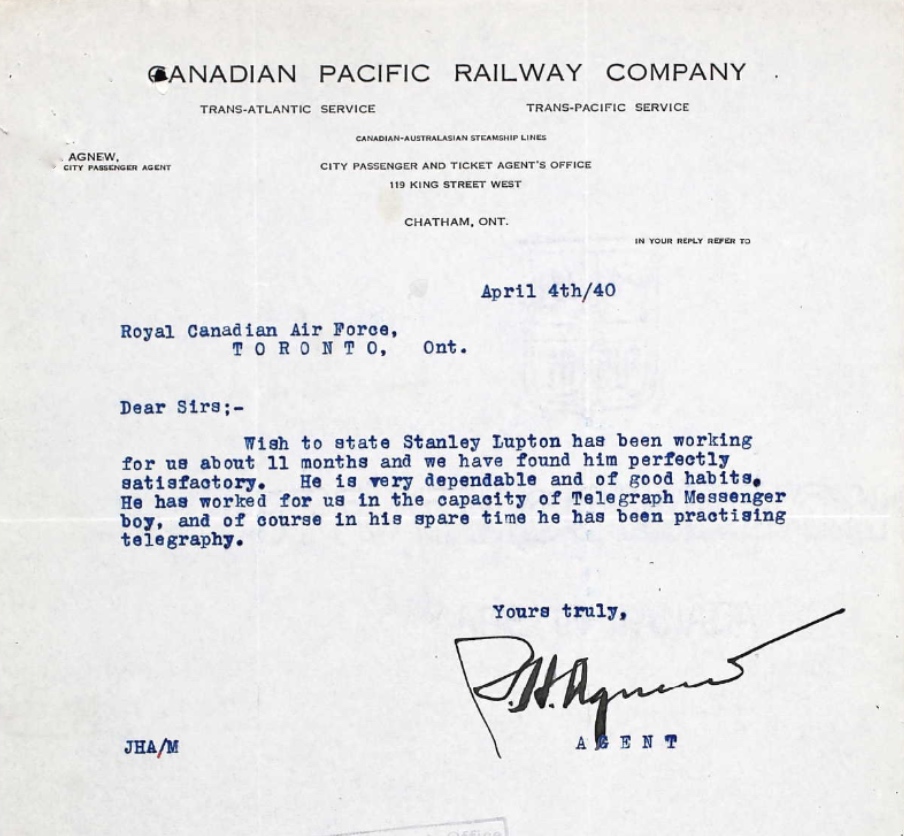 CANADIAN PACIFIC RAILWAY COMPANY
TRANS-ATLANTIC SERVICE TRANS-PACIFIC SERVICE
CANADIAN-AUSTRALASIAN STEAMSHIP LINES
AGNEW,
CITY PASSENGER AGENT
CITY PASSENGER AND TICKET AGENT'S OFFICE
119 KING STREET WEST
CHATHAM, ONT.
IN YOUR REPLY REFER TO
April 4th/40
Royal Canadian Air Force,
T O R O N T O, Ont.
Dear Sirs;-
Wish to state Stanley Lupton has been working
for us about 11 months and we have found him perfectly
satisfactory. He is very dependable and of good habits.
He has worked for us in the capacity of Telegraph Messenger
boy, and of course in his spare time he has been practising
telegraphy.
Yours truly,
J.H. Agnew
A G E N T
JHA/M
Office